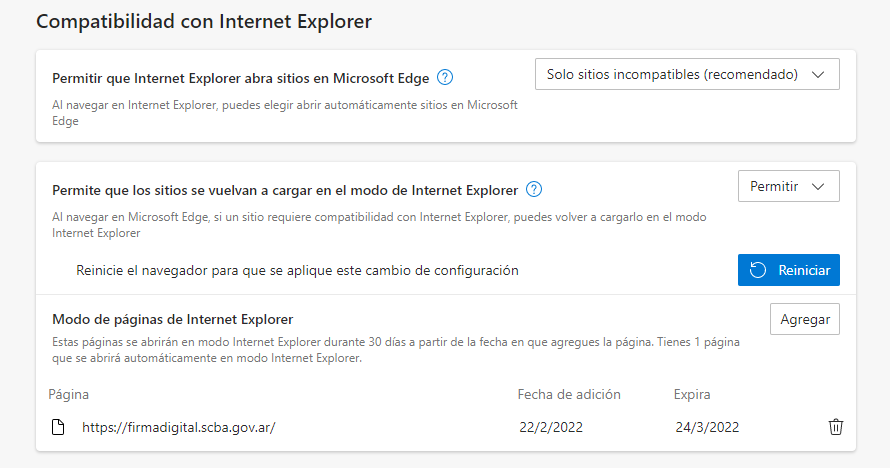 Compatibilidad con Internet Explorer
Permitir que Internet Explorer abra sitios en Microsoft Edge
Solo sitios incompatibles (recomendado)
Al navegar en Internet Explorer, puedes elegir abrir automáticamente sitios en Microsoft
Edge
Permite que los sitios se vuelvan a cargar en el modo de Internet Explorer
Permitir
Al navegar en Microsoft Edge, si un sitio requiere compatibilidad con Internet Explorer, puedes volver a cargarlo en el modo
Internet Explorer
Reinicie el navegador para que se aplique este cambio de configuración
Reiniciar
Modo de páginas de Internet Explorer
Agregar
Estas páginas se abrirán en modo Internet Explorer durante 30 días a partir de la fecha en que agregues la página. Tienes 1 página
que se abrirá automáticamente en modo Internet Explorer.
Página Fecha de adición Expira
https://firmadigital.scba.gov.ar/ 22/2/2022 24/3/2022